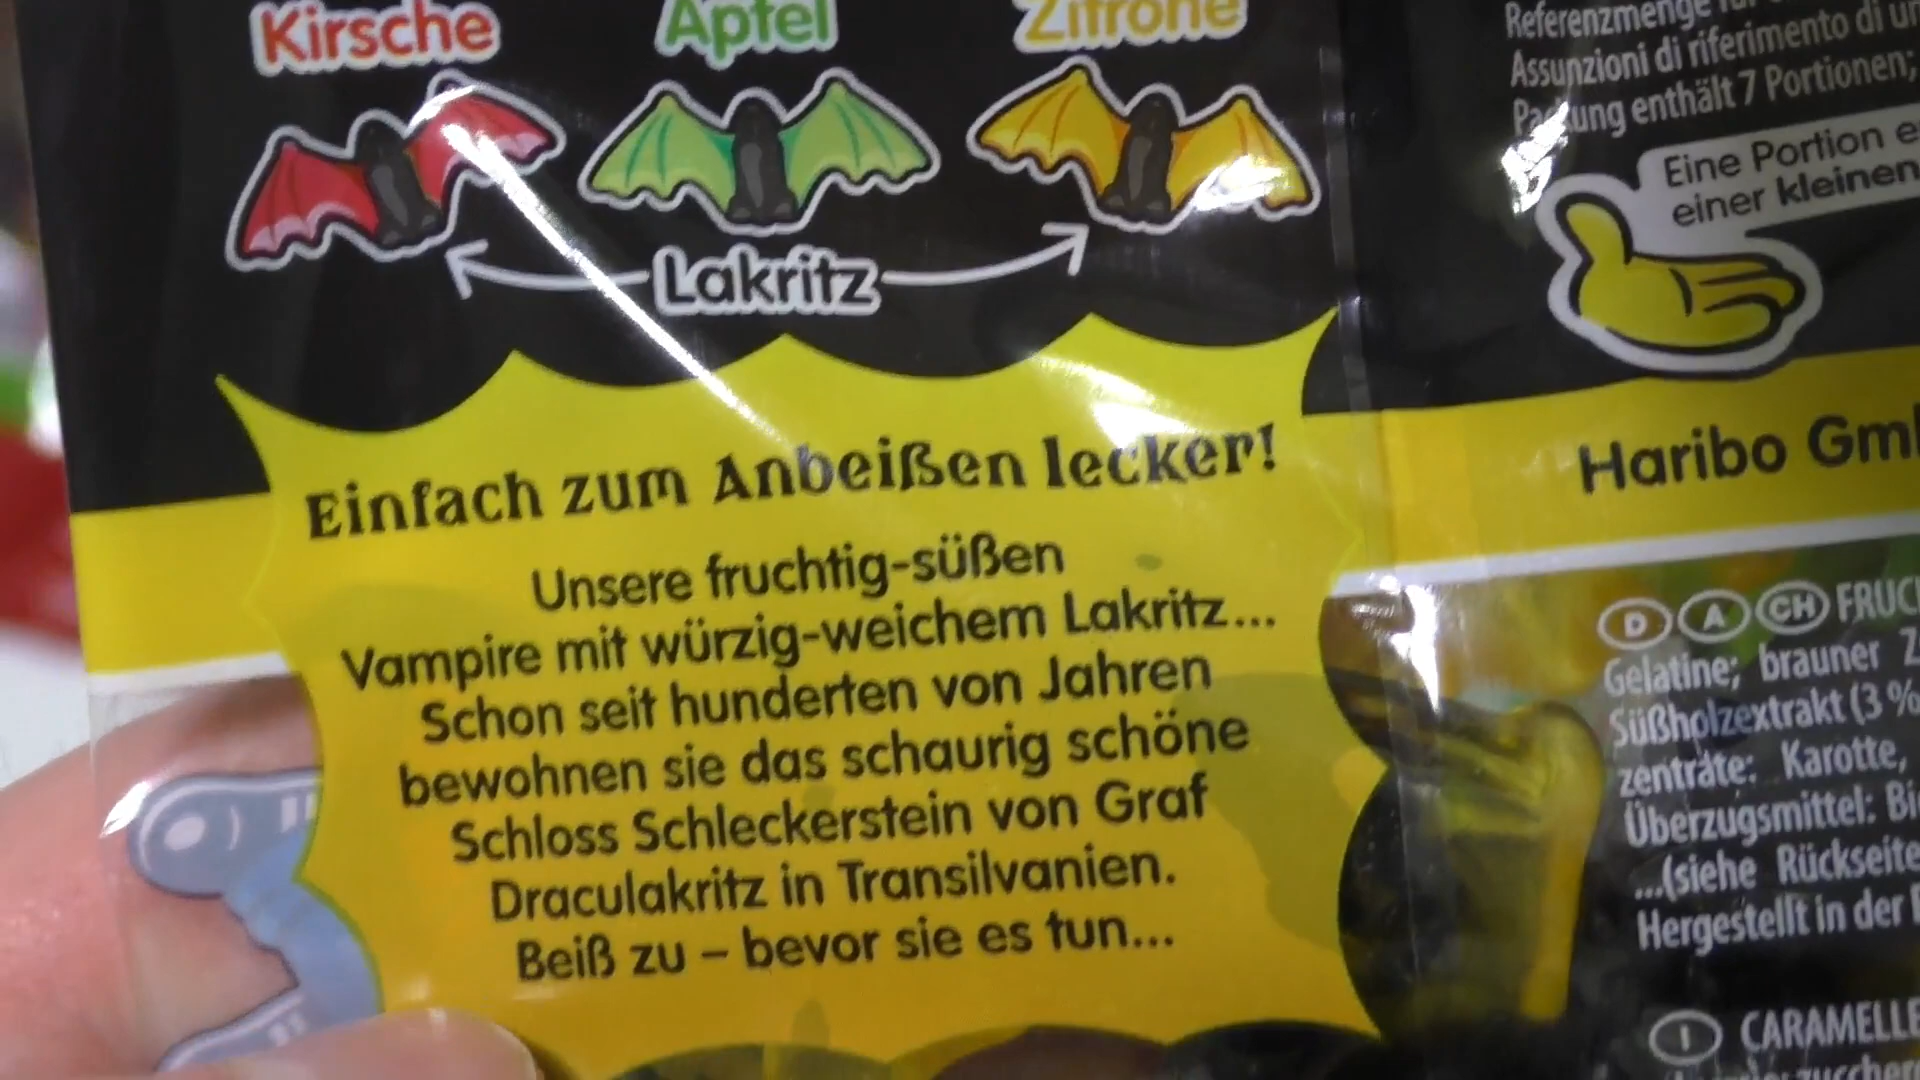 Kirsche
Apfel
Zitrone
Lakritz
Einfach zum Anbeißen lecker!
Unsere fruchtig-süßen
Vampire mit würzig-weichem Lakritz...
Schon seit hunderten von Jahren
bewohnen sie das schaurig schöne
Schloss Schleckerstein von Graf
Draculakritz in Transilvanien.
Beiß zu – bevor sie es tun...
Referenzmenge
Assunzioni di riferimento di
Packung enthält 7 Portionen;
Eine Portion
einer kleinen
Haribo
D A CH
Gelatine; brauner
Süßholzextrakt (3 %
Karotte,
Überzugsmittel:
...(siehe Rückseite
Hergestellt in der
I CARAMELLE